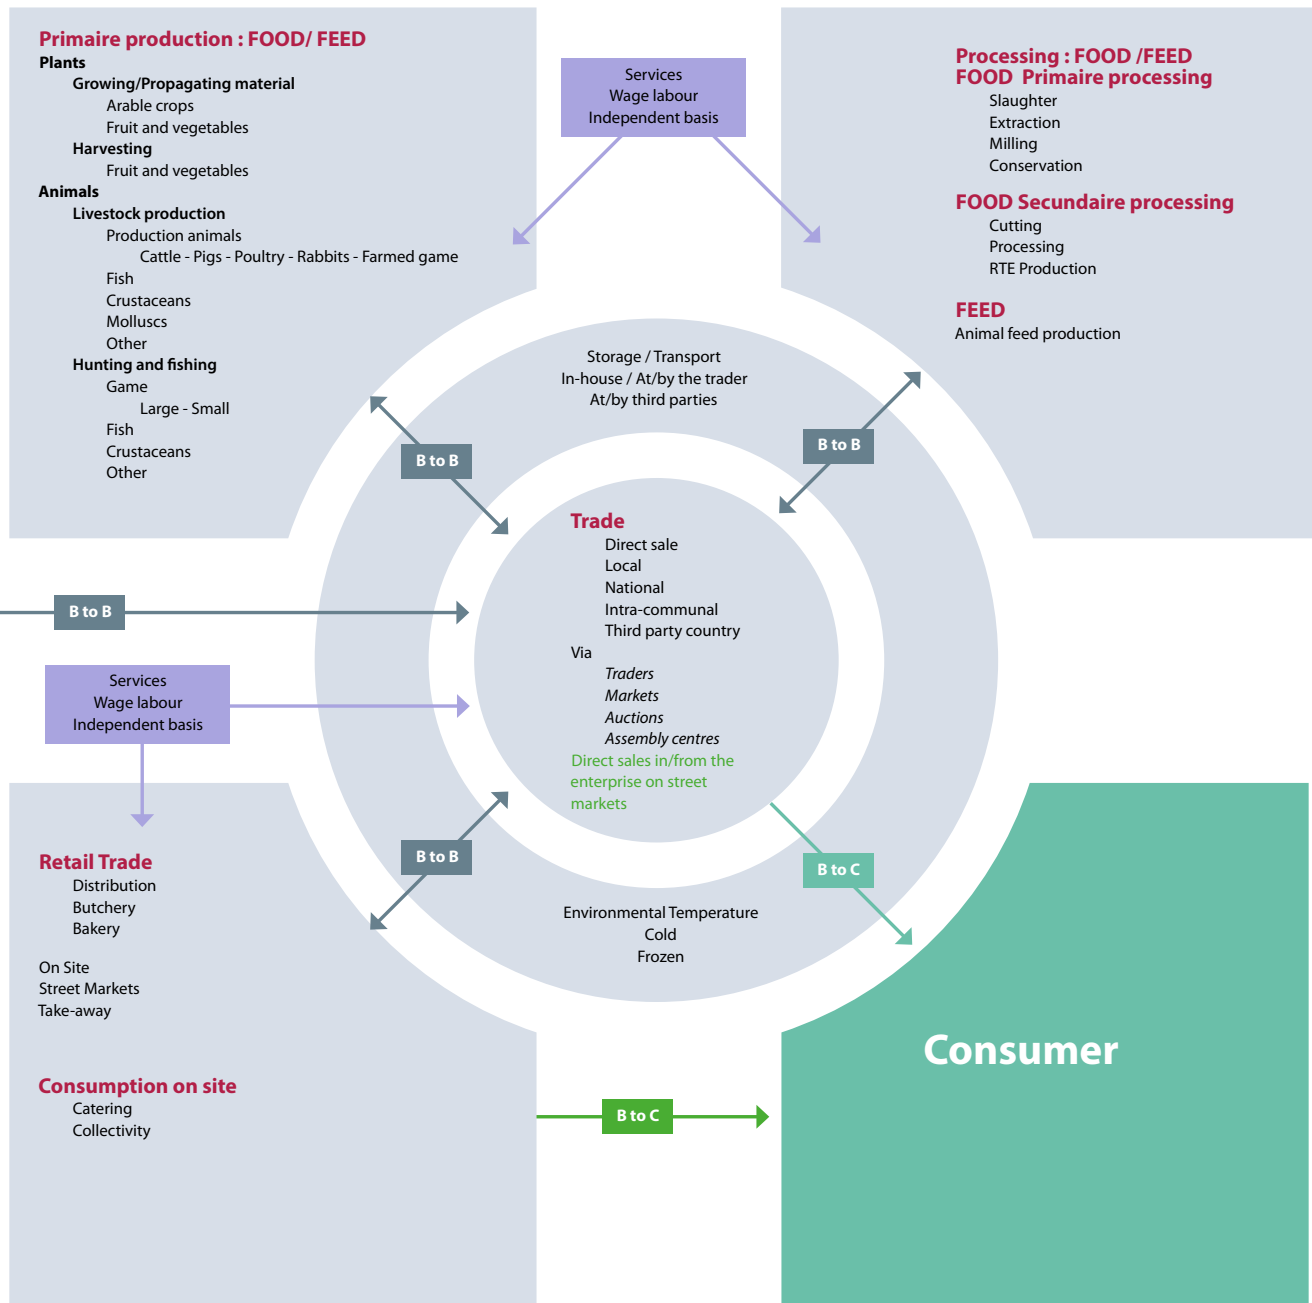 Primaire production : FOOD/ FEED
Plants
Growing/Propagating material
Arable crops
Fruit and vegetables
Harvesting
Fruit and vegetables
Animals
Livestock production
Production animals
Cattle - Pigs - Poultry - Rabbits - Farmed game
Fish
Crustaceans
Molluscs
Other
Hunting and fishing
Game
Large - Small
Fish
Crustaceans
Other
Services
Wage labour
Independent basis
Processing : FOOD /FEED
FOOD Primaire processing
Slaughter
Extraction
Milling
Conservation
FOOD Secundaire processing
Cutting
Processing
RTE Production
FEED
Animal feed production
Storage / Transport
In-house / At/by the trader
At/by third parties
B to B
B to B
Trade
Direct sale
Local
National
Intra-communal
Third party country
Via
Traders
Markets
Auctions
Assembly centres
Direct sales in/from the
enterprise on street
markets
B to B
Services
Wage labour
Independent basis
B to B
B to C
Retail Trade
Distribution
Butchery
Bakery
On Site
Street Markets
Take-away
Environmental Temperature
Cold
Frozen
Consumption on site
Catering
Collectivity
B to C
Consumer